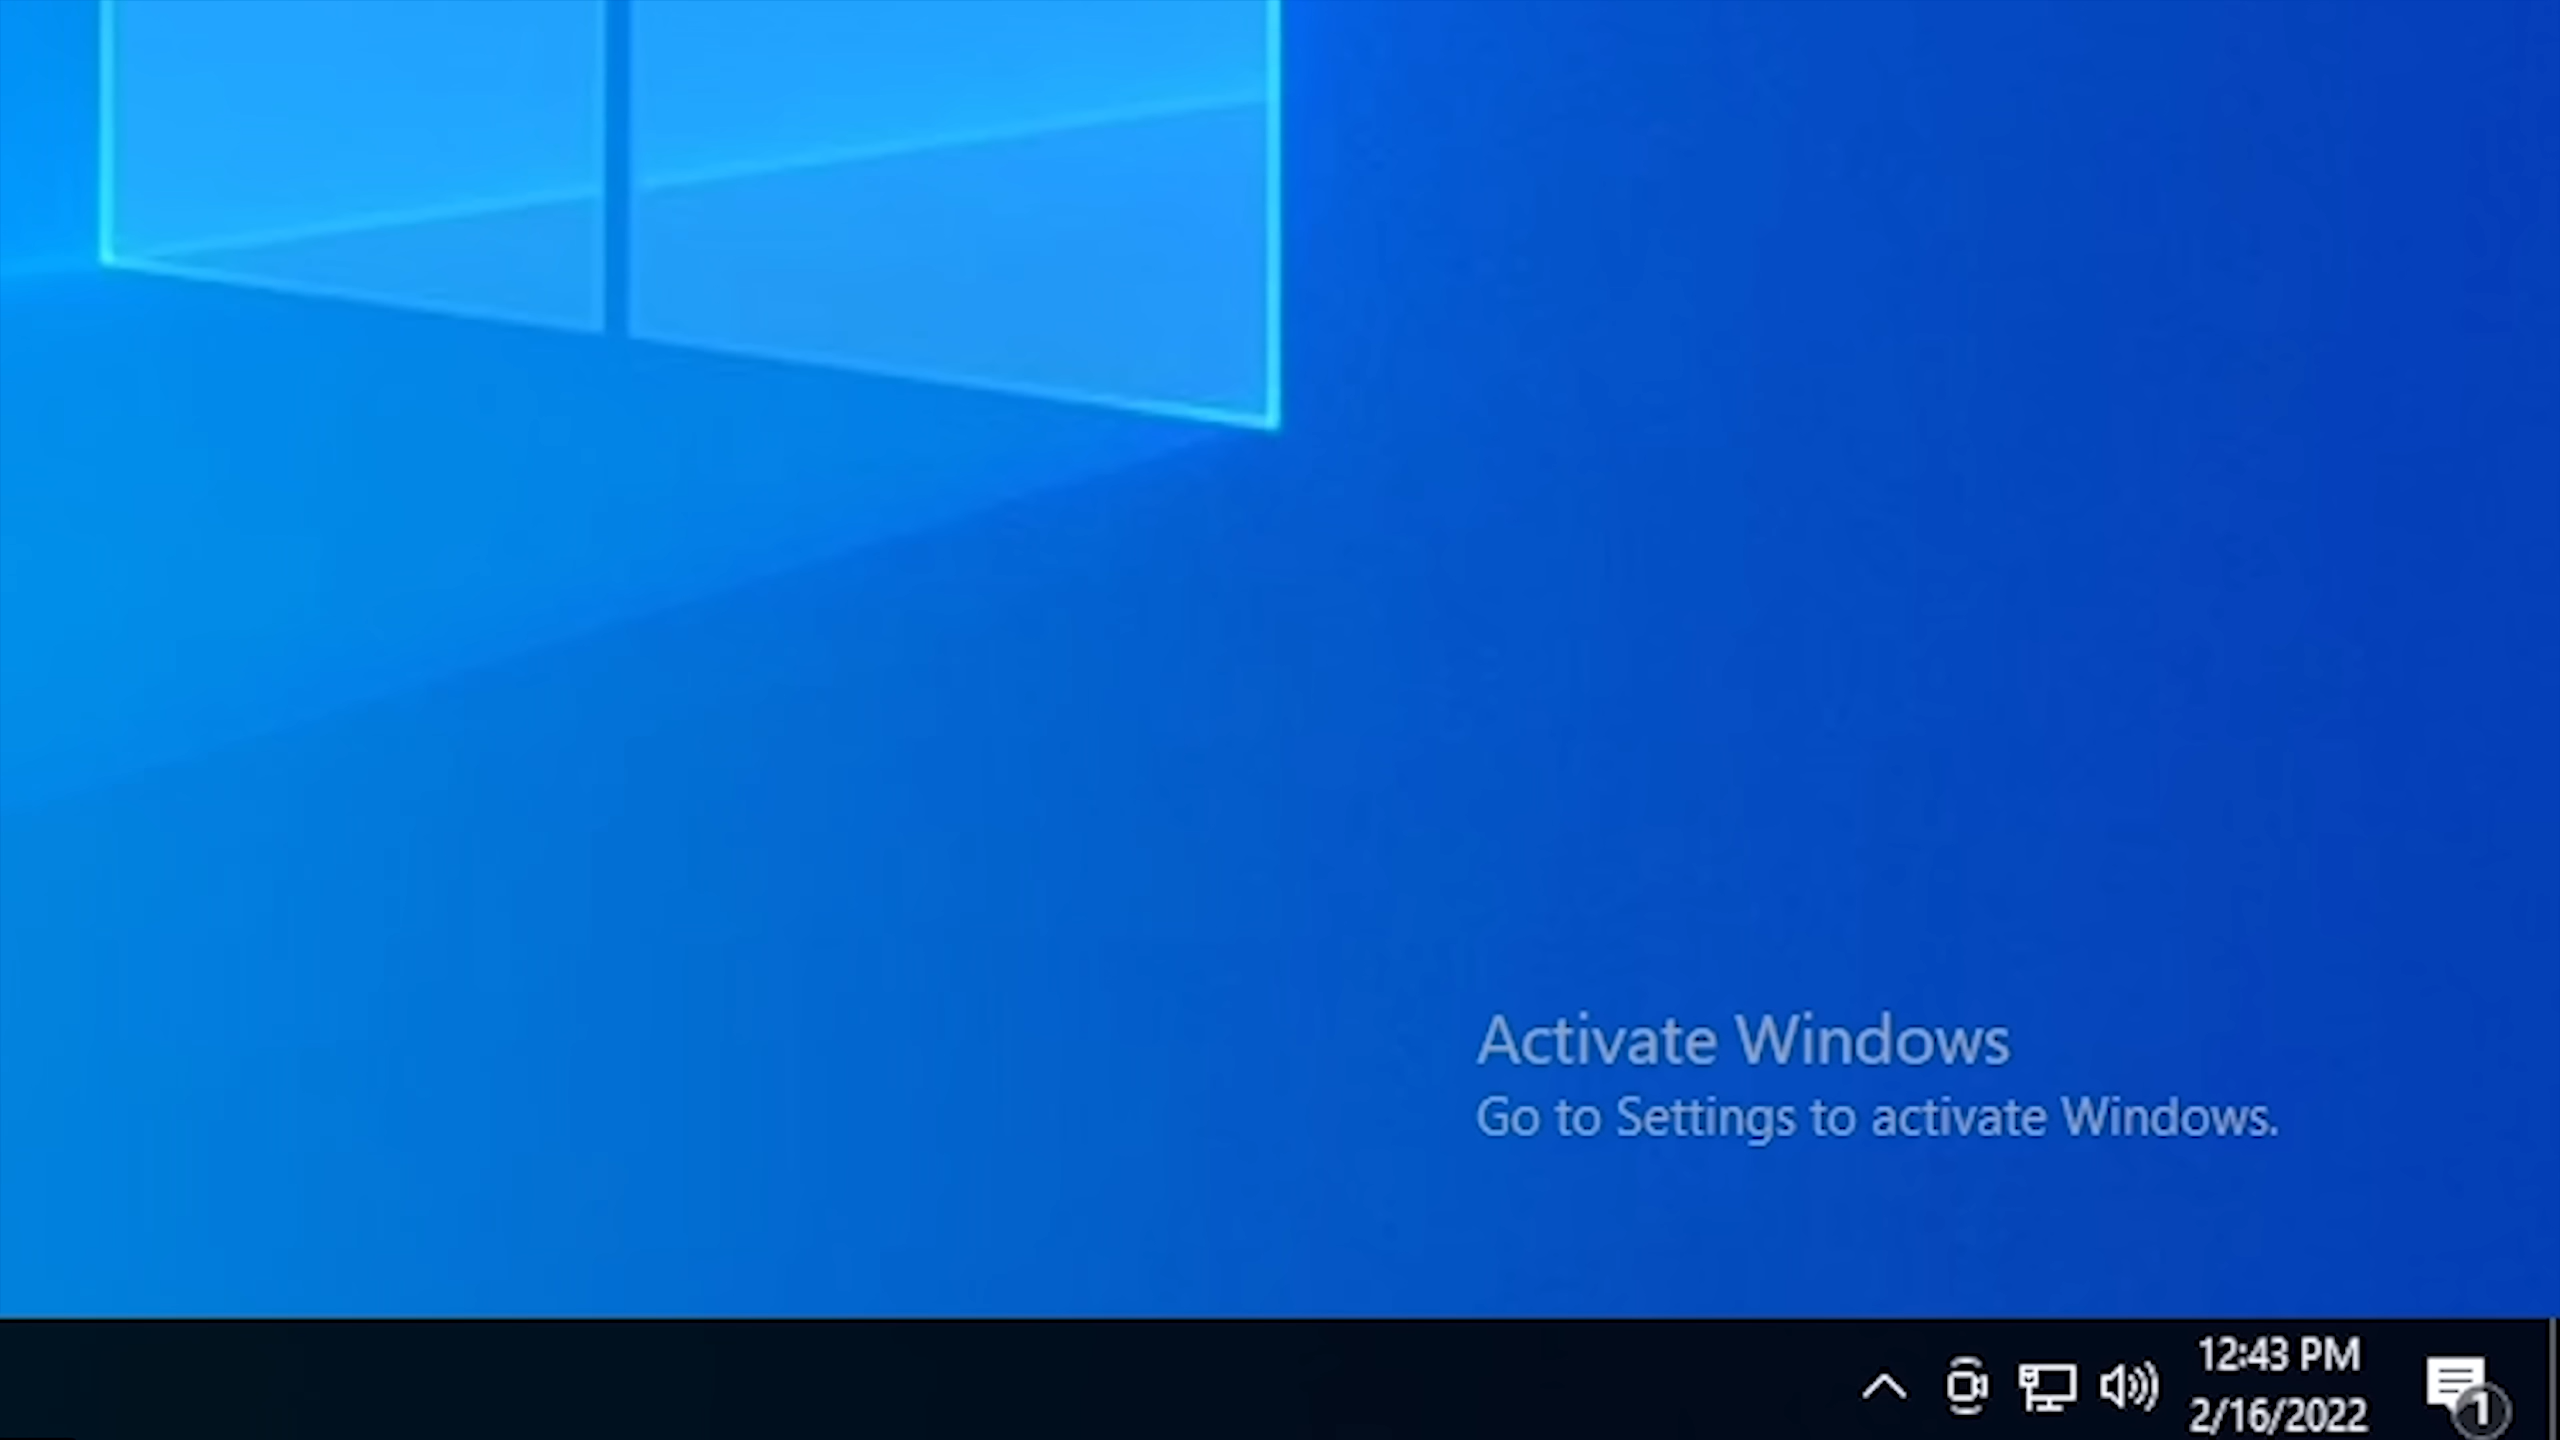 Activate Windows
Go to Settings to activate Windows.
12:43 PM
2/16/2022
1